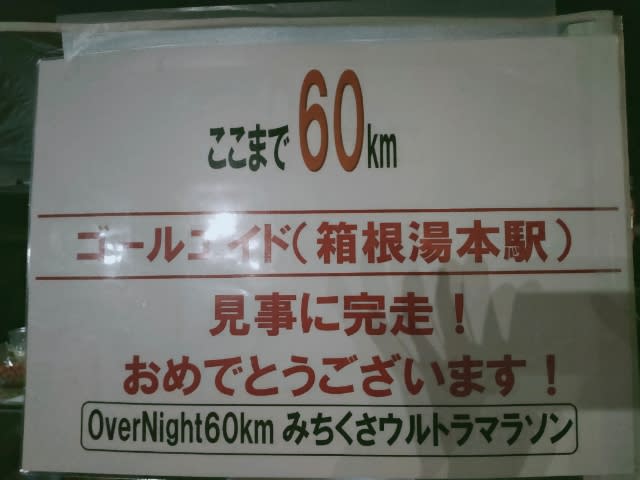 ここまで60km
ゴールエイド(箱根湯本駅)
見事に完走!
おめでとうございます!
OverNight60km みちくさウルトラマラソン